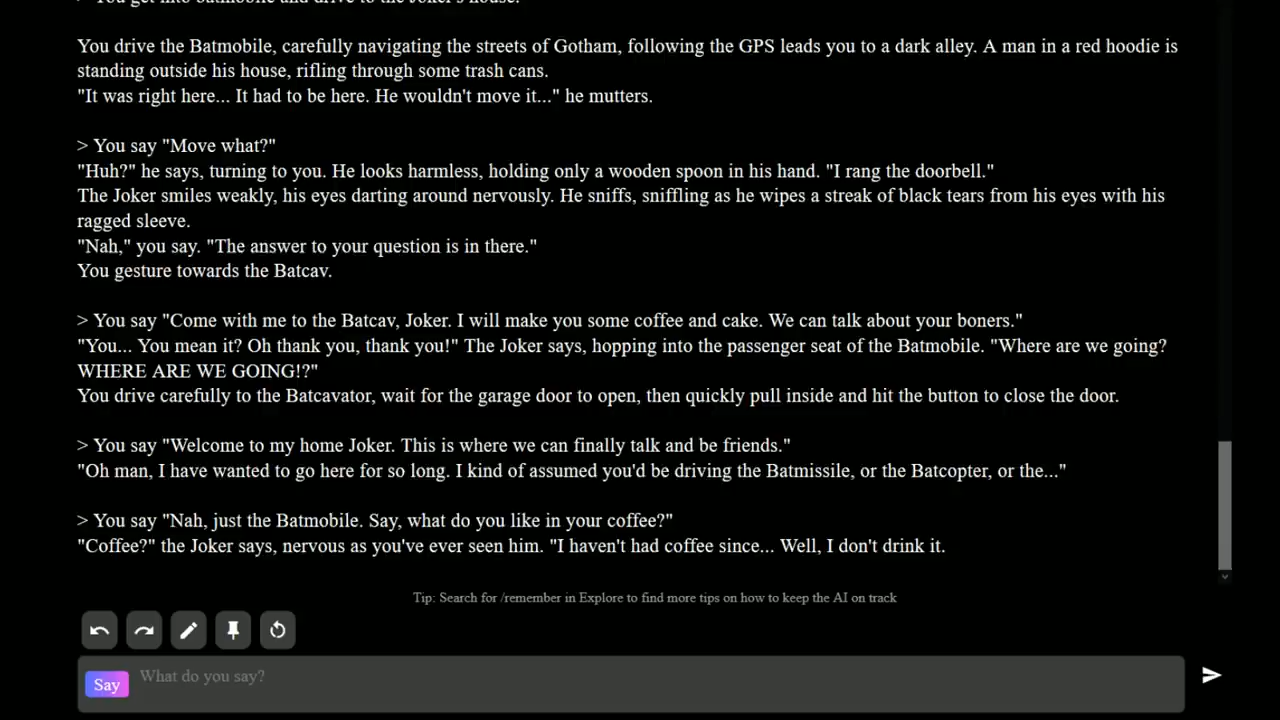 > You get into batmobile and drive to the Joker's house.
You drive the Batmobile, carefully navigating the streets of Gotham, following the GPS leads you to a dark alley. A man in a red hoodie is
standing outside his house, rifling through some trash cans.
"It was right here... It had to be here. He wouldn't move it..." he mutters.
> You say "Move what?"
"Huh?" he says, turning to you. He looks harmless, holding only a wooden spoon in his hand. "I rang the doorbell."
The Joker smiles weakly, his eyes darting around nervously. He sniffs, sniffling as he wipes a streak of black tears from his eyes with his
ragged sleeve.
"Nah," you say. "The answer to your question is in there."
You gesture towards the Batcav.
> You say "Come with me to the Batcav, Joker. I will make you some coffee and cake. We can talk about your boners."
"You... You mean it? Oh thank you, thank you!" The Joker says, hopping into the passenger seat of the Batmobile. "Where are we going?
WHERE ARE WE GOING!?"
You drive carefully to the Batcavator, wait for the garage door to open, then quickly pull inside and hit the button to close the door.
> You say "Welcome to my home Joker. This is where we can finally talk and be friends."
"Oh man, I have wanted to go here for so long. I kind of assumed you'd be driving the Batmissile, or the Batcopter, or the..."
> You say "Nah, just the Batmobile. Say, what do you like in your coffee?"
"Coffee?" the Joker says, nervous as you've ever seen him. "I haven't had coffee since... Well, I don't drink it.
Tip: Search for /remember in Explore to find more tips on how to keep the AI on track
Say What do you say?